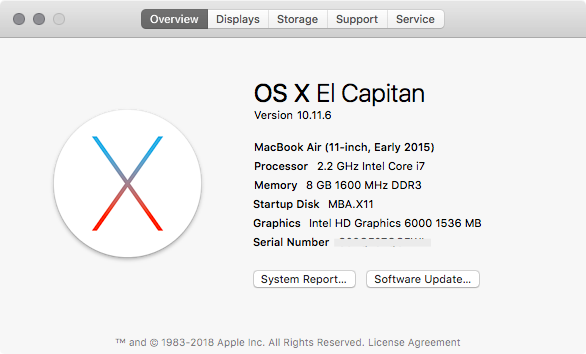 Overview Displays Storage Support Service
OS X El Capitan
Version 10.11.6
MacBook Air (11-inch, Early 2015)
Processor 2.2 GHz Intel Core i7
Memory 8 GB 1600 MHz DDR3
Startup Disk MBA.X11
Graphics Intel HD Graphics 6000 1536 MB
Serial Number
System Report... Software Update...
™ and © 1983-2018 Apple Inc. All Rights Reserved. License Agreement